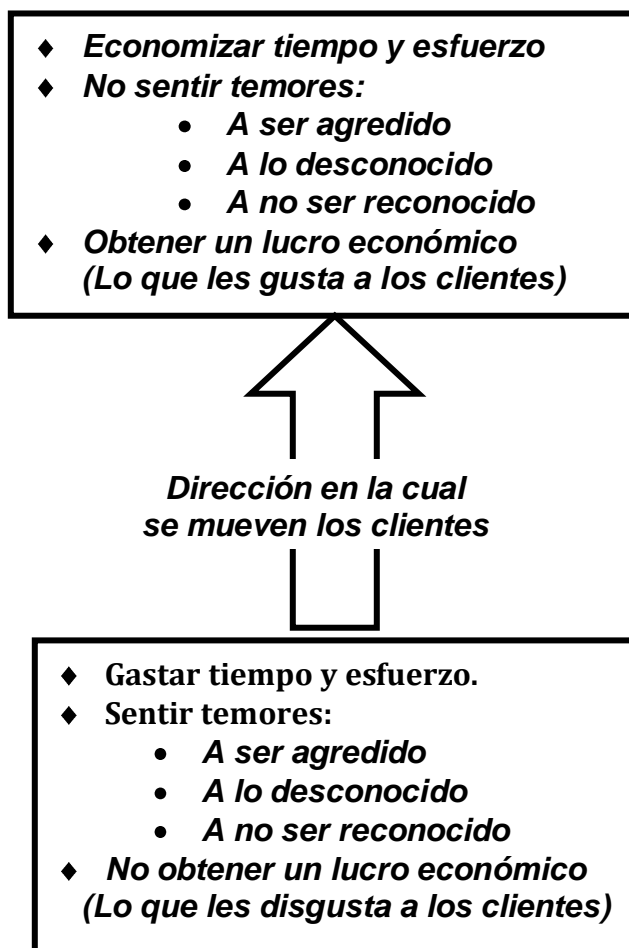 ♦ Economizar tiempo y esfuerzo
♦ No sentir temores:
• A ser agredido
• A lo desconocido
• A no ser reconocido
♦ Obtener un lucro económico
(Lo que les gusta a los clientes)
Dirección en la cual
se mueven los clientes
♦ Gastar tiempo y esfuerzo.
♦ Sentir temores:
• A ser agredido
• A lo desconocido
• A no ser reconocido
♦ No obtener un lucro económico
(Lo que les disgusta a los clientes)